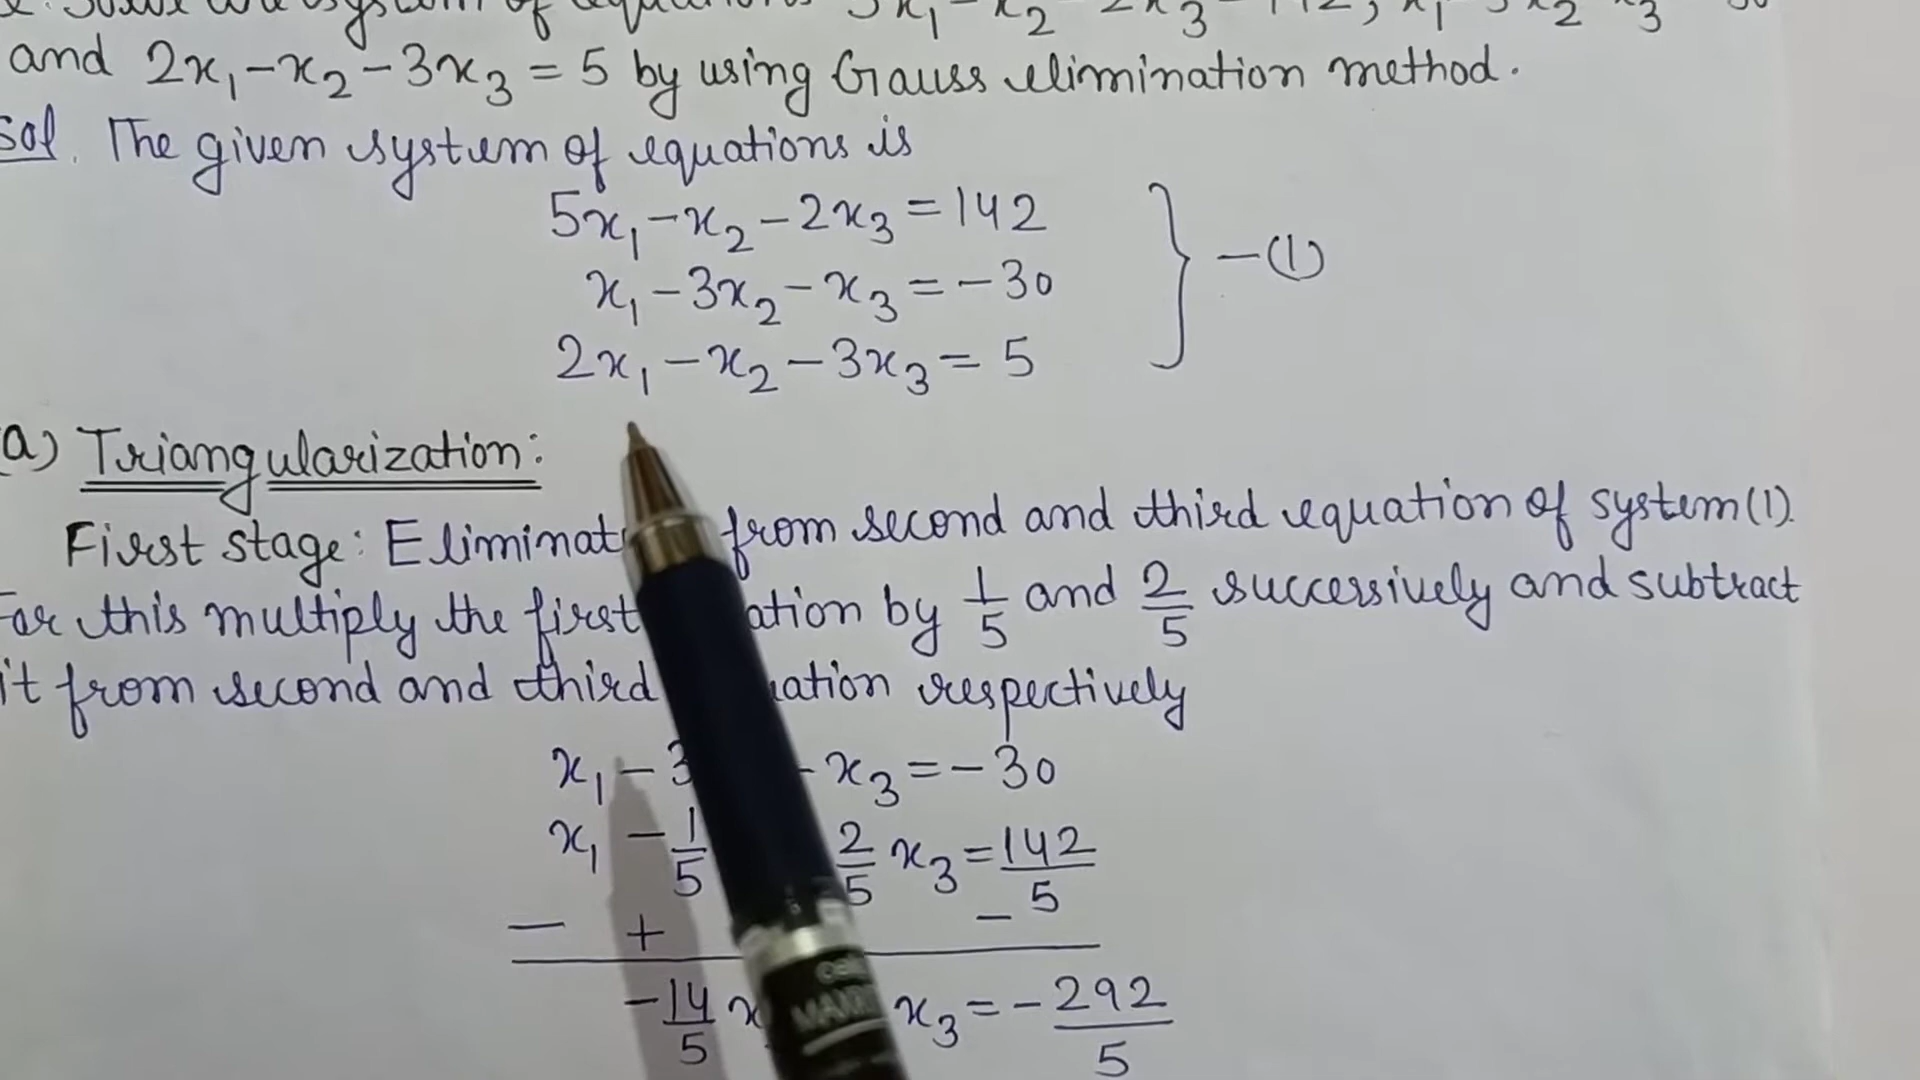 and 2x₁-x₂-3x₃=5 by using Gauss elimination method.
Sol. The given system of equations is
5x₁-x₂-2x₃=142
x₁-3x₂-x₃=-30 } -(1)
2x₁-x₂-3x₃=5
(a) Triangularization:
First stage: Eliminat from second and third equation of system(1).
For this multiply the first ation by 1/5 and 2/5 successively and subtract
it from second and third ation respectively
x₁-3 -x₃=-30
x₁-1/5 2/5 x₃=142/5
- + -
-14/5 x x₃=-292/5